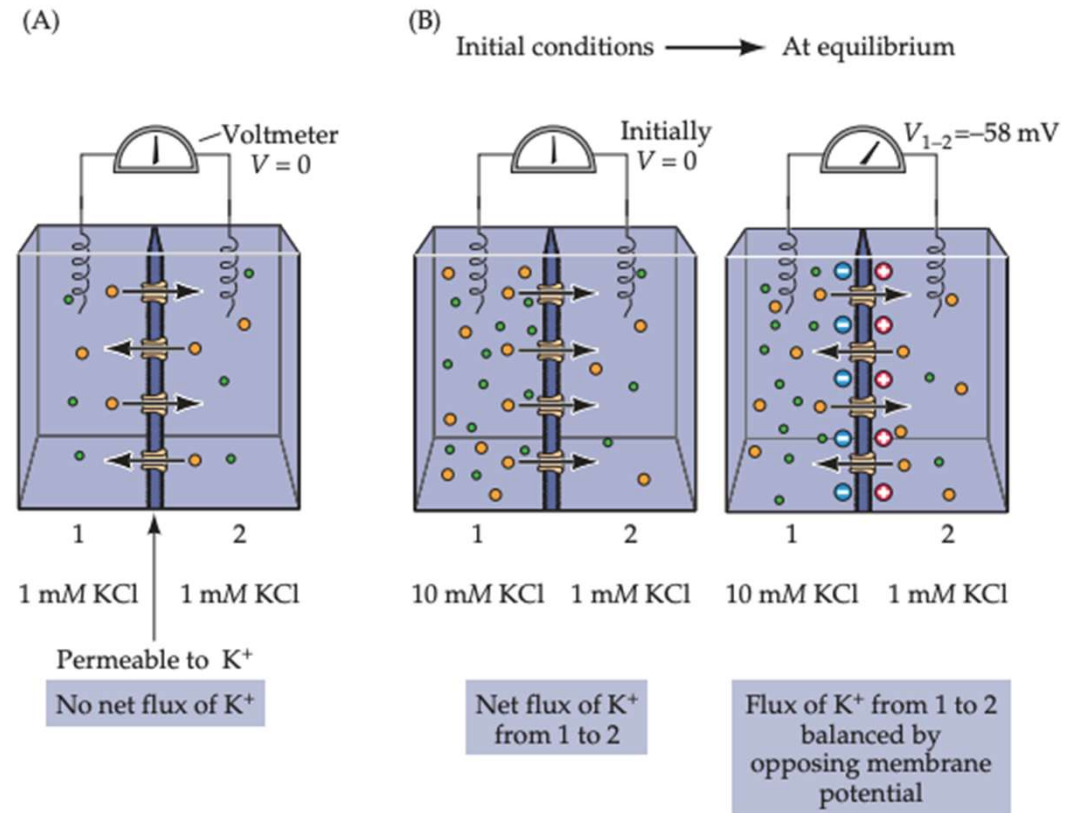 (A)
Voltmeter
V = 0
1
2
1 mM KCl
1 mM KCl
Permeable to K⁺
No net flux of K⁺
(B)
Initial conditions
At equilibrium
Initially
V = 0
1
2
10 mM KCl
1 mM KCl
Net flux of K⁺
from 1 to 2
V₁₋₂=–58 mV
1
2
10 mM KCl
1 mM KCl
Flux of K⁺ from 1 to 2
balanced by
opposing membrane
potential